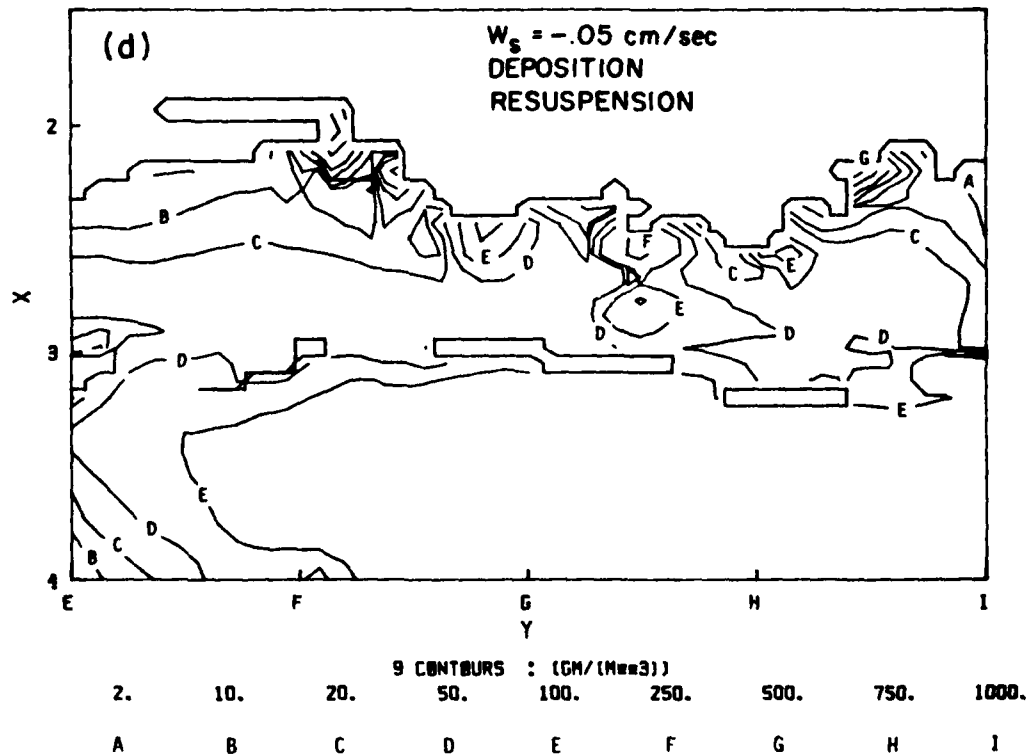 (d)
W_s = -.05 cm/sec
DEPOSITION
RESUSPENSION
2
G
A
B
C
C
E
D
F
C
E
E
D
D
D
D
3
E
X
E
D
C
B
4
E F G H I
Y
9 CONTOURS : (GM/(M**3))
2. 10. 20. 50. 100. 250. 500. 750. 1000.
A B C D E F G H I